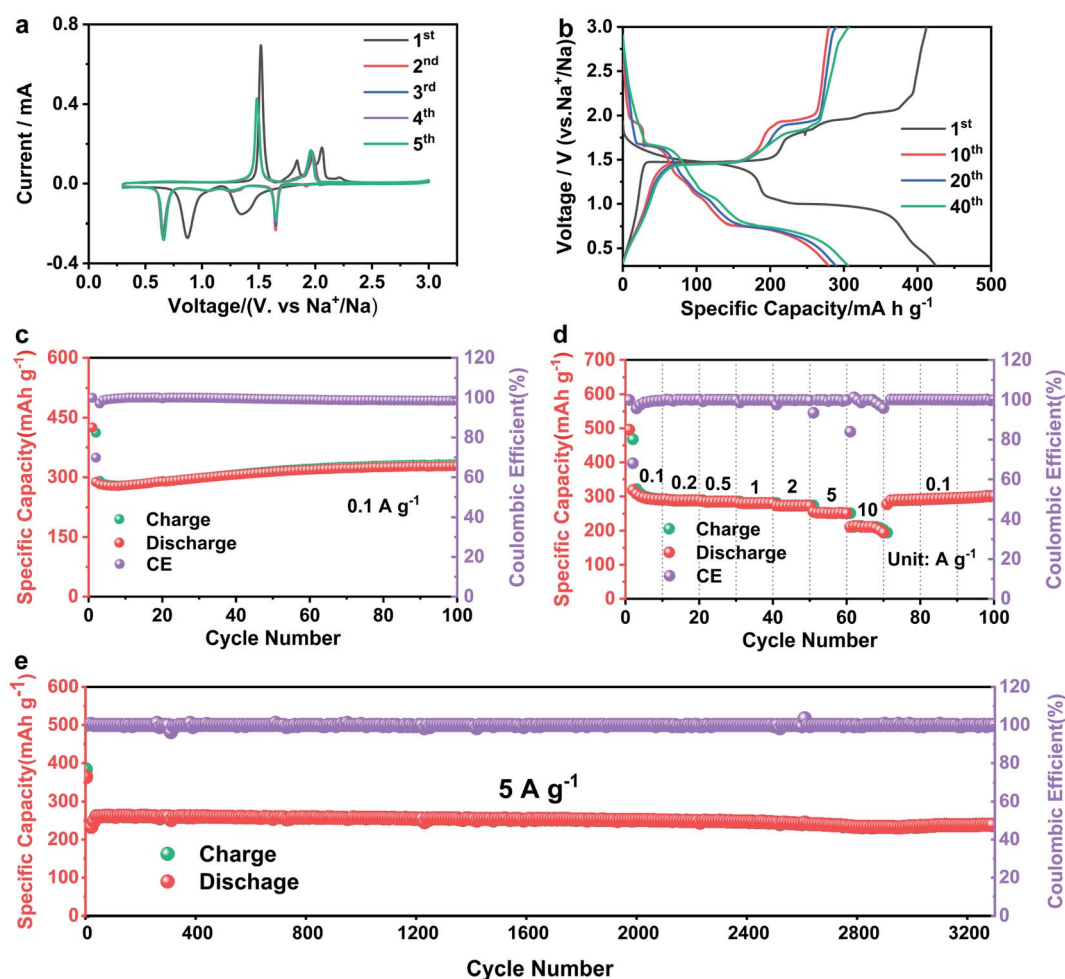 a
0.8
0.4
0.0
-0.4
Current / mA
1st
2nd
3rd
4th
5th
0.0 0.5 1.0 1.5 2.0 2.5 3.0
Voltage/(V. vs Na+/Na)
b
3.0
2.5
2.0
1.5
1.0
0.5
Voltage / V (vs.Na+/Na)
1st
10th
20th
40th
0 100 200 300 400 500
Specific Capacity/mA h g-1
c
600
450
300
150
0
Specific Capacity(mAh g-1)
0.1 A g-1
Charge
Discharge
CE
120
100
80
60
40
20
0
Coulombic Efficient(%)
0 20 40 60 80 100
Cycle Number
d
700
600
500
400
300
200
100
0
Specific Capacity(mAh g-1)
0.1 0.2 0.5 1 2 5 10 0.1
Charge
Discharge
CE
Unit: A g-1
120
100
80
60
40
20
0
Coulombic Efficient(%)
0 20 40 60 80 100
Cycle Number
e
600
500
400
300
200
100
0
Specific Capacity(mAh g-1)
5 A g-1
Charge
Dischage
120
100
80
60
40
20
0
Coulombic Efficient(%)
0 400 800 1200 1600 2000 2400 2800 3200
Cycle Number